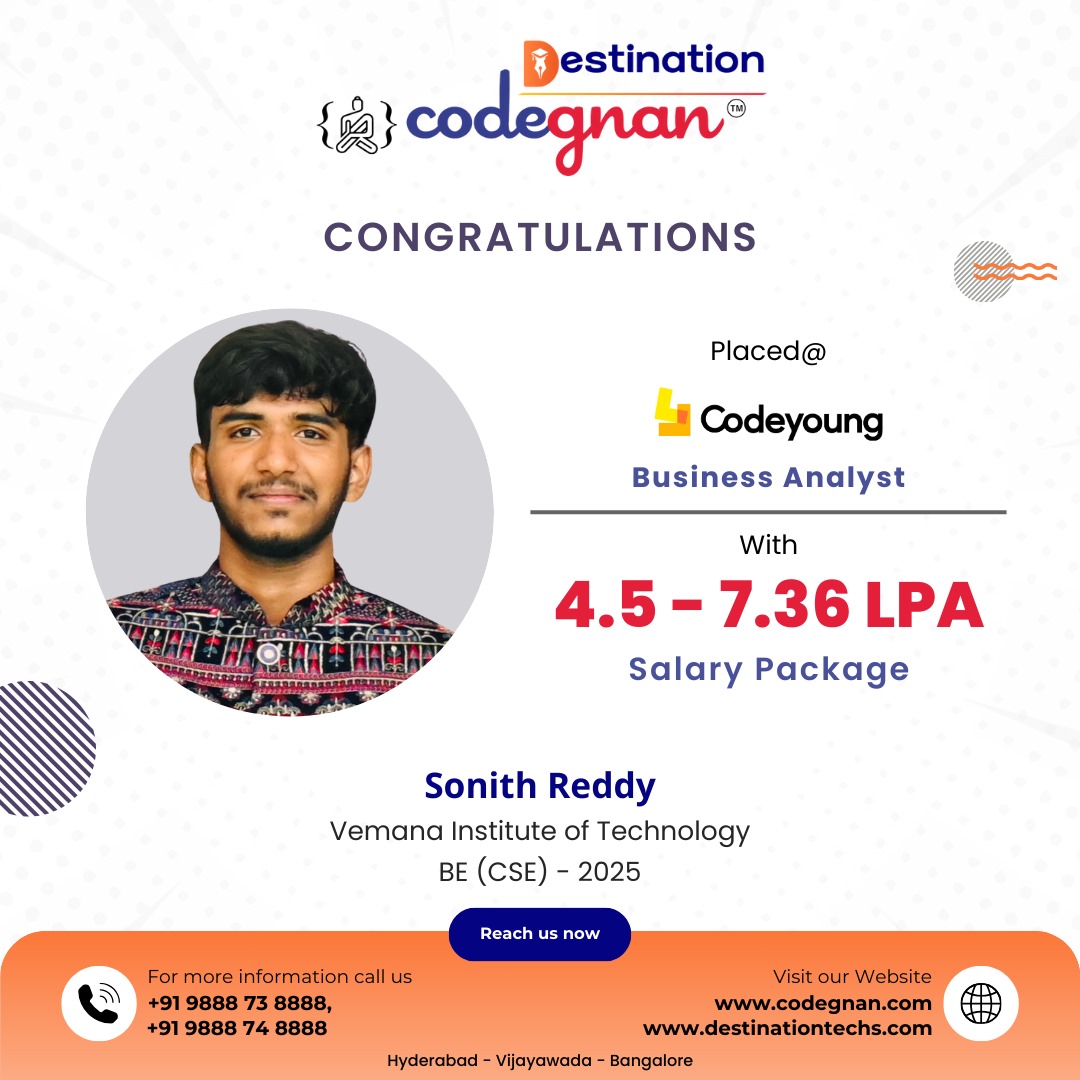 Destination
codegnan™
CONGRATULATIONS
Placed@
Codeyoung
Business Analyst
With
4.5 - 7.36 LPA
Salary Package
Sonith Reddy
Vemana Institute of Technology
BE (CSE) - 2025
Reach us now
For more information call us
+91 9888 73 8888,
+91 9888 74 8888
Visit our Website
www.codegnan.com
www.destinationtechs.com
Hyderabad - Vijayawada - Bangalore